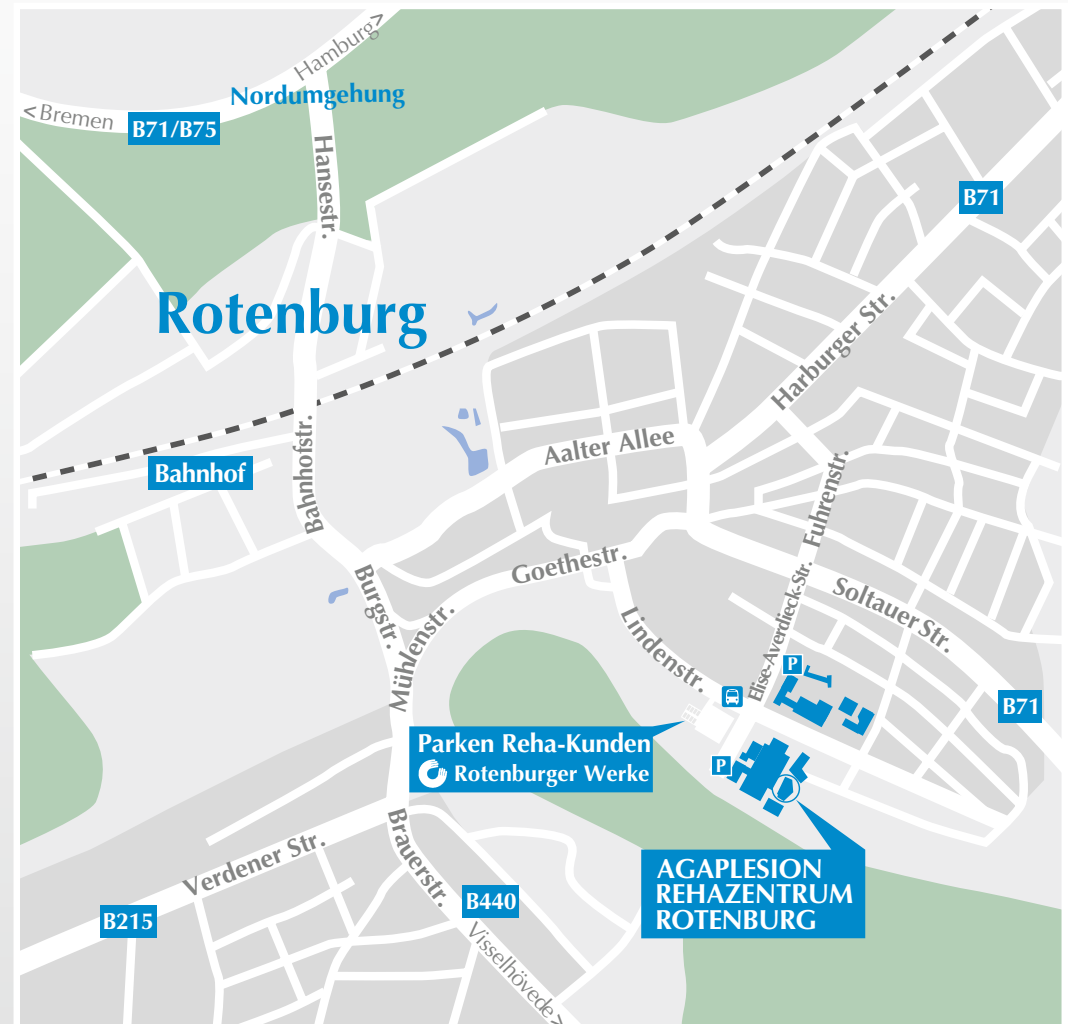 Hamburg>
Nordumgehung
<Bremen
B71/B75
Hansestr.
B71
Rotenburg
Harburger Str.
Bahnhofstr.
Aalter Allee
Bahnhof
Fuhrenstr.
Goethestr.
Burgstr.
Elise-Averdieck-Str.
Soltauer Str.
Mühlenstr.
Lindenstr.
P
B71
Parken Reha-Kunden
Rotenburger Werke
P
Verdener Str.
Brauerstr.
AGAPLESION
REHAZENTRUM
ROTENBURG
B440
B215
Visselhövede>